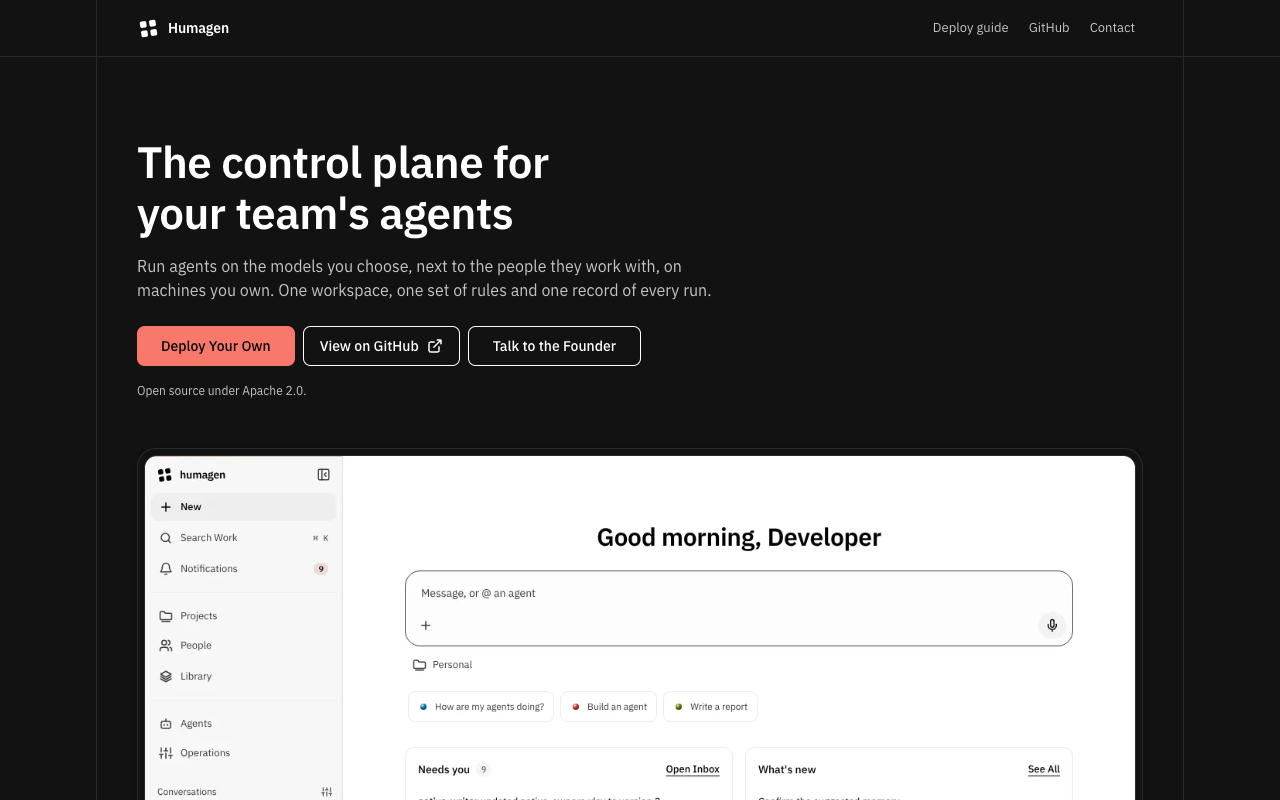 Humagen
Deploy guide
GitHub
Contact
The control plane for
your team's agents
Run agents on the models you choose, next to the people they work with, on
machines you own. One workspace, one set of rules and one record of every run.
Deploy Your Own
View on GitHub
Talk to the Founder
Open source under Apache 2.0.
humagen
New
Search Work ⌘ K
Notifications 9
Projects
People
Library
Agents
Operations
Conversations
Good morning, Developer
Message, or @ an agent
Personal
How are my agents doing?
Build an agent
Write a report
Needs you 9
Open Inbox
What's new
See All